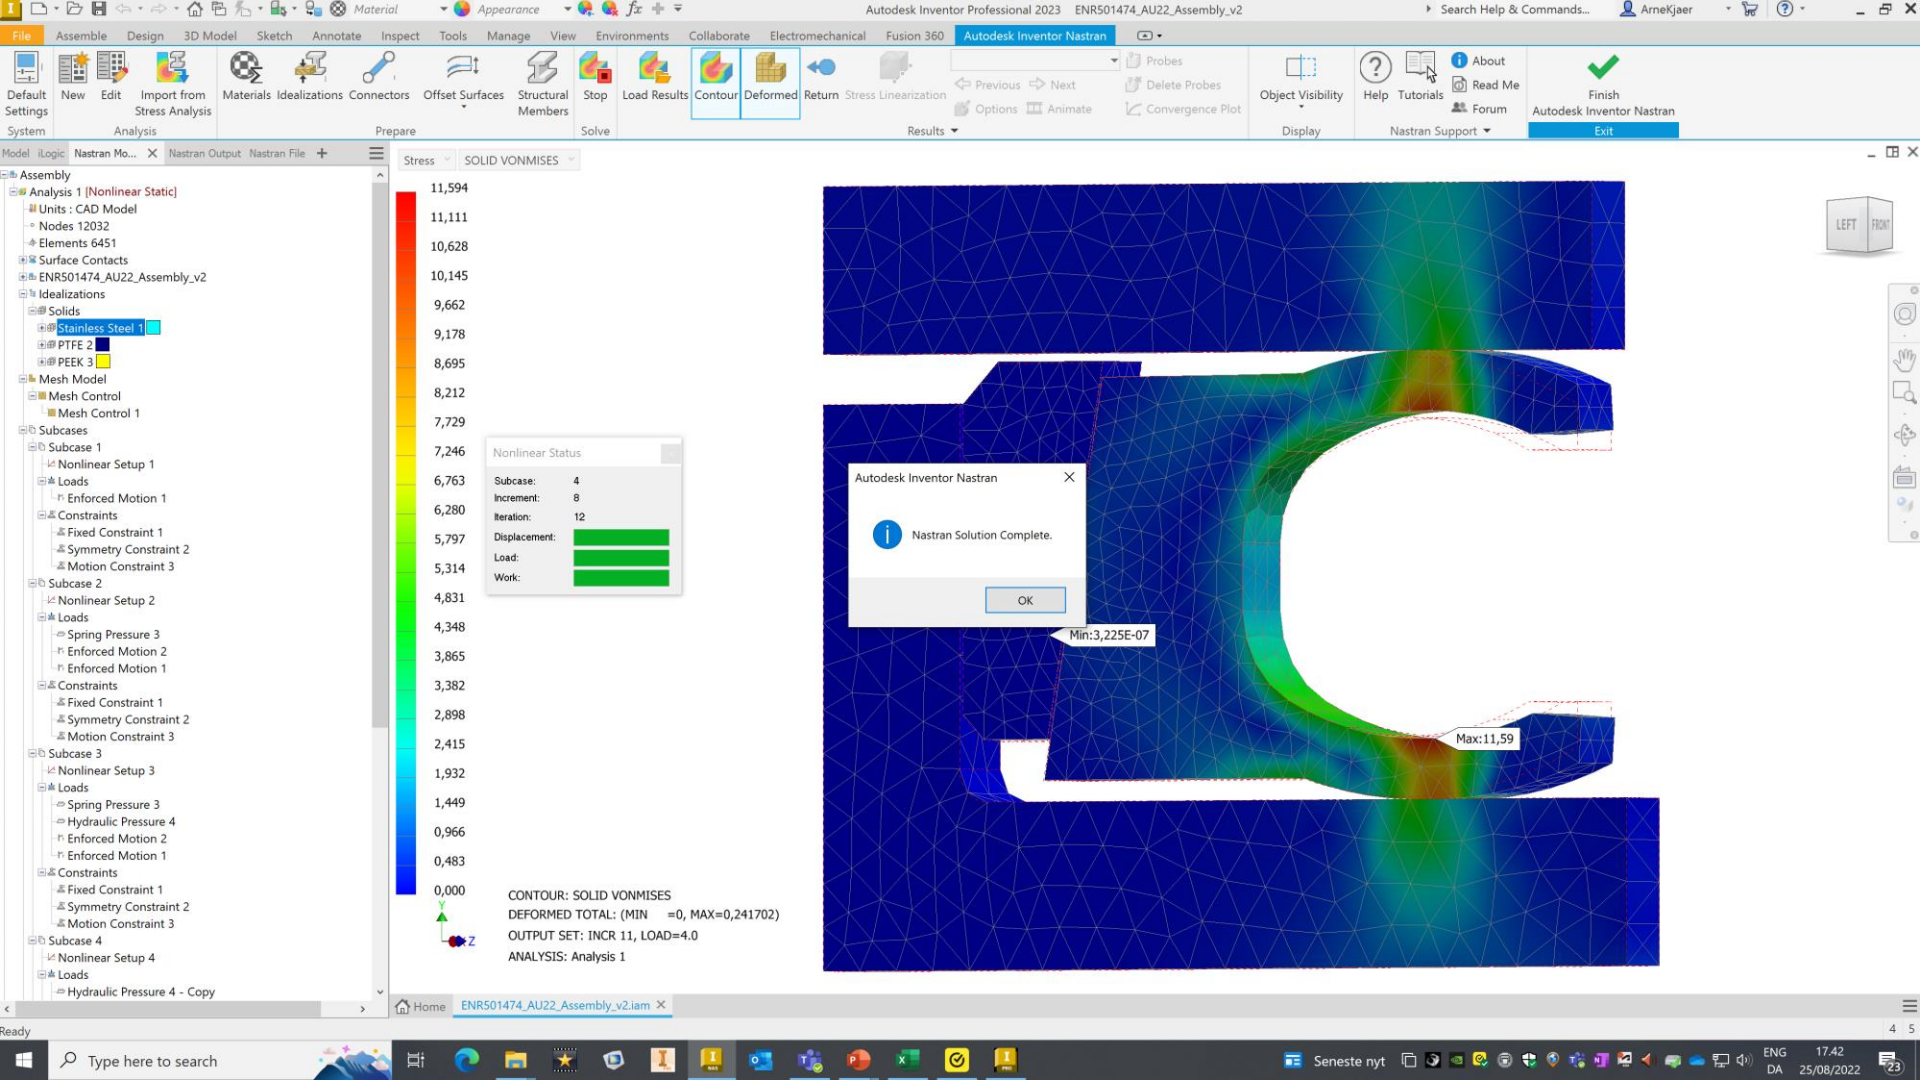 Material
Appearance
Autodesk Inventor Professional 2023 ENR501474_AU22_Assembly_v2
Search Help & Commands...
ArneKjaer
File Assemble Design 3D Model Sketch Annotate Inspect Tools Manage View Environments Collaborate Electromechanical Fusion 360 Autodesk Inventor Nastran
Default Settings
New
Edit
Import from Stress Analysis
Materials
Idealizations
Connectors
Offset Surfaces
Structural Members
Stop
Load Results
Contour
Deformed
Return
Stress Linearization
Previous Next
Options Animate
Probes
Delete Probes
Convergence Plot
Object Visibility
Help
Tutorials
About
Read Me
Forum
Finish
Autodesk Inventor Nastran
System Analysis Prepare Solve Results Display Nastran Support Exit
Model iLogic Nastran Mo... Nastran Output Nastran File
Assembly
Analysis 1 [Nonlinear Static]
Units : CAD Model
Nodes 12032
Elements 6451
Surface Contacts
ENR501474_AU22_Assembly_v2
Idealizations
Solids
Stainless Steel 1
PTFE 2
PEEK 3
Mesh Model
Mesh Control
Mesh Control 1
Subcases
Subcase 1
Nonlinear Setup 1
Loads
Enforced Motion 1
Constraints
Fixed Constraint 1
Symmetry Constraint 2
Motion Constraint 3
Subcase 2
Nonlinear Setup 2
Loads
Spring Pressure 3
Enforced Motion 2
Enforced Motion 1
Constraints
Fixed Constraint 1
Symmetry Constraint 2
Motion Constraint 3
Subcase 3
Nonlinear Setup 3
Loads
Spring Pressure 3
Hydraulic Pressure 4
Enforced Motion 2
Enforced Motion 1
Constraints
Fixed Constraint 1
Symmetry Constraint 2
Motion Constraint 3
Subcase 4
Nonlinear Setup 4
Loads
Hydraulic Pressure 4 - Copy
Stress SOLID VONMISES
11,594
11,111
10,628
10,145
9,662
9,178
8,695
8,212
7,729
7,246
6,763
6,280
5,797
5,314
4,831
4,348
3,865
3,382
2,898
2,415
1,932
1,449
0,966
0,483
0,000
Y
Z
Nonlinear Status
Subcase: 4
Increment: 8
Iteration: 12
Displacement:
Load:
Work:
Autodesk Inventor Nastran
Nastran Solution Complete.
OK
Min:3,225E-07
Max:11,59
LEFT
FRONT
CONTOUR: SOLID VONMISES
DEFORMED TOTAL: (MIN =0, MAX=0,241702)
OUTPUT SET: INCR 11, LOAD=4.0
ANALYSIS: Analysis 1
Home ENR501474_AU22_Assembly_v2.iam
Ready
4 5
Type here to search
Seneste nyt
ENG
DA
17.42
25/08/2022
23